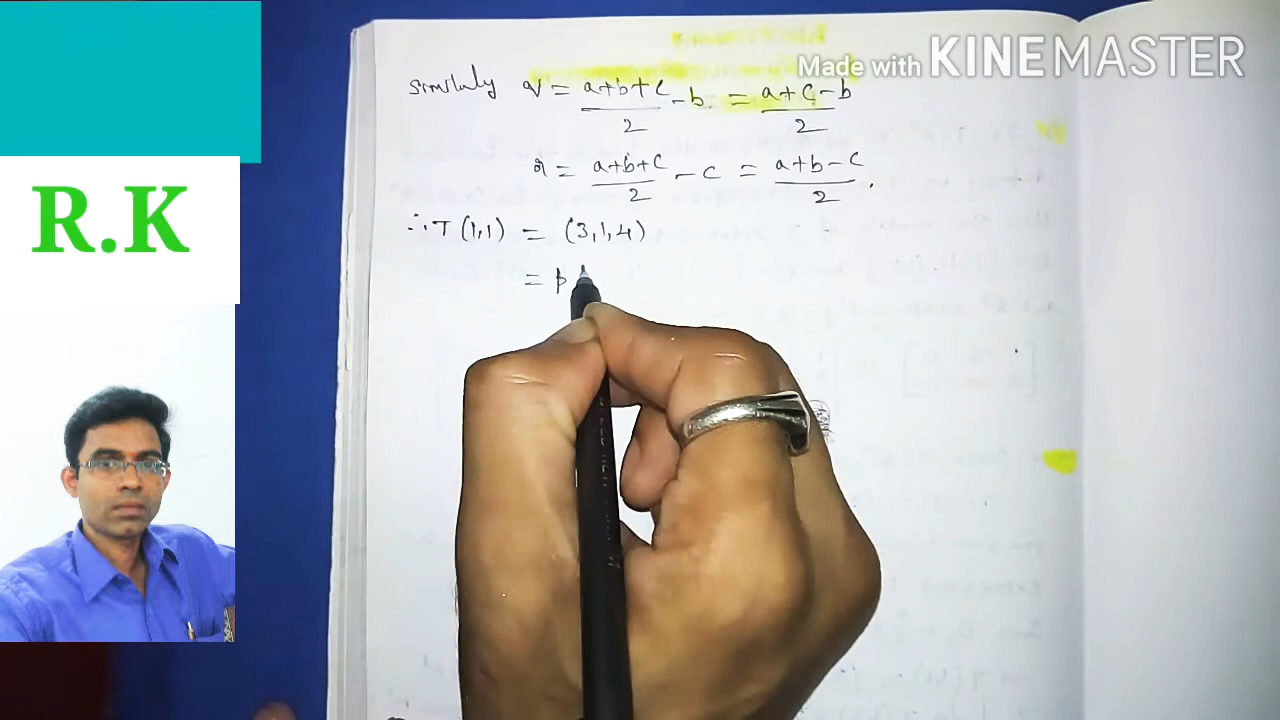 Made with KINEMASTER
R.K
Similarly q = a+b+c/2 - b = a+c-b/2
r = a+b+c/2 - c = a+b-c/2.
∴ T(1,1) = (3,1,4)
= p